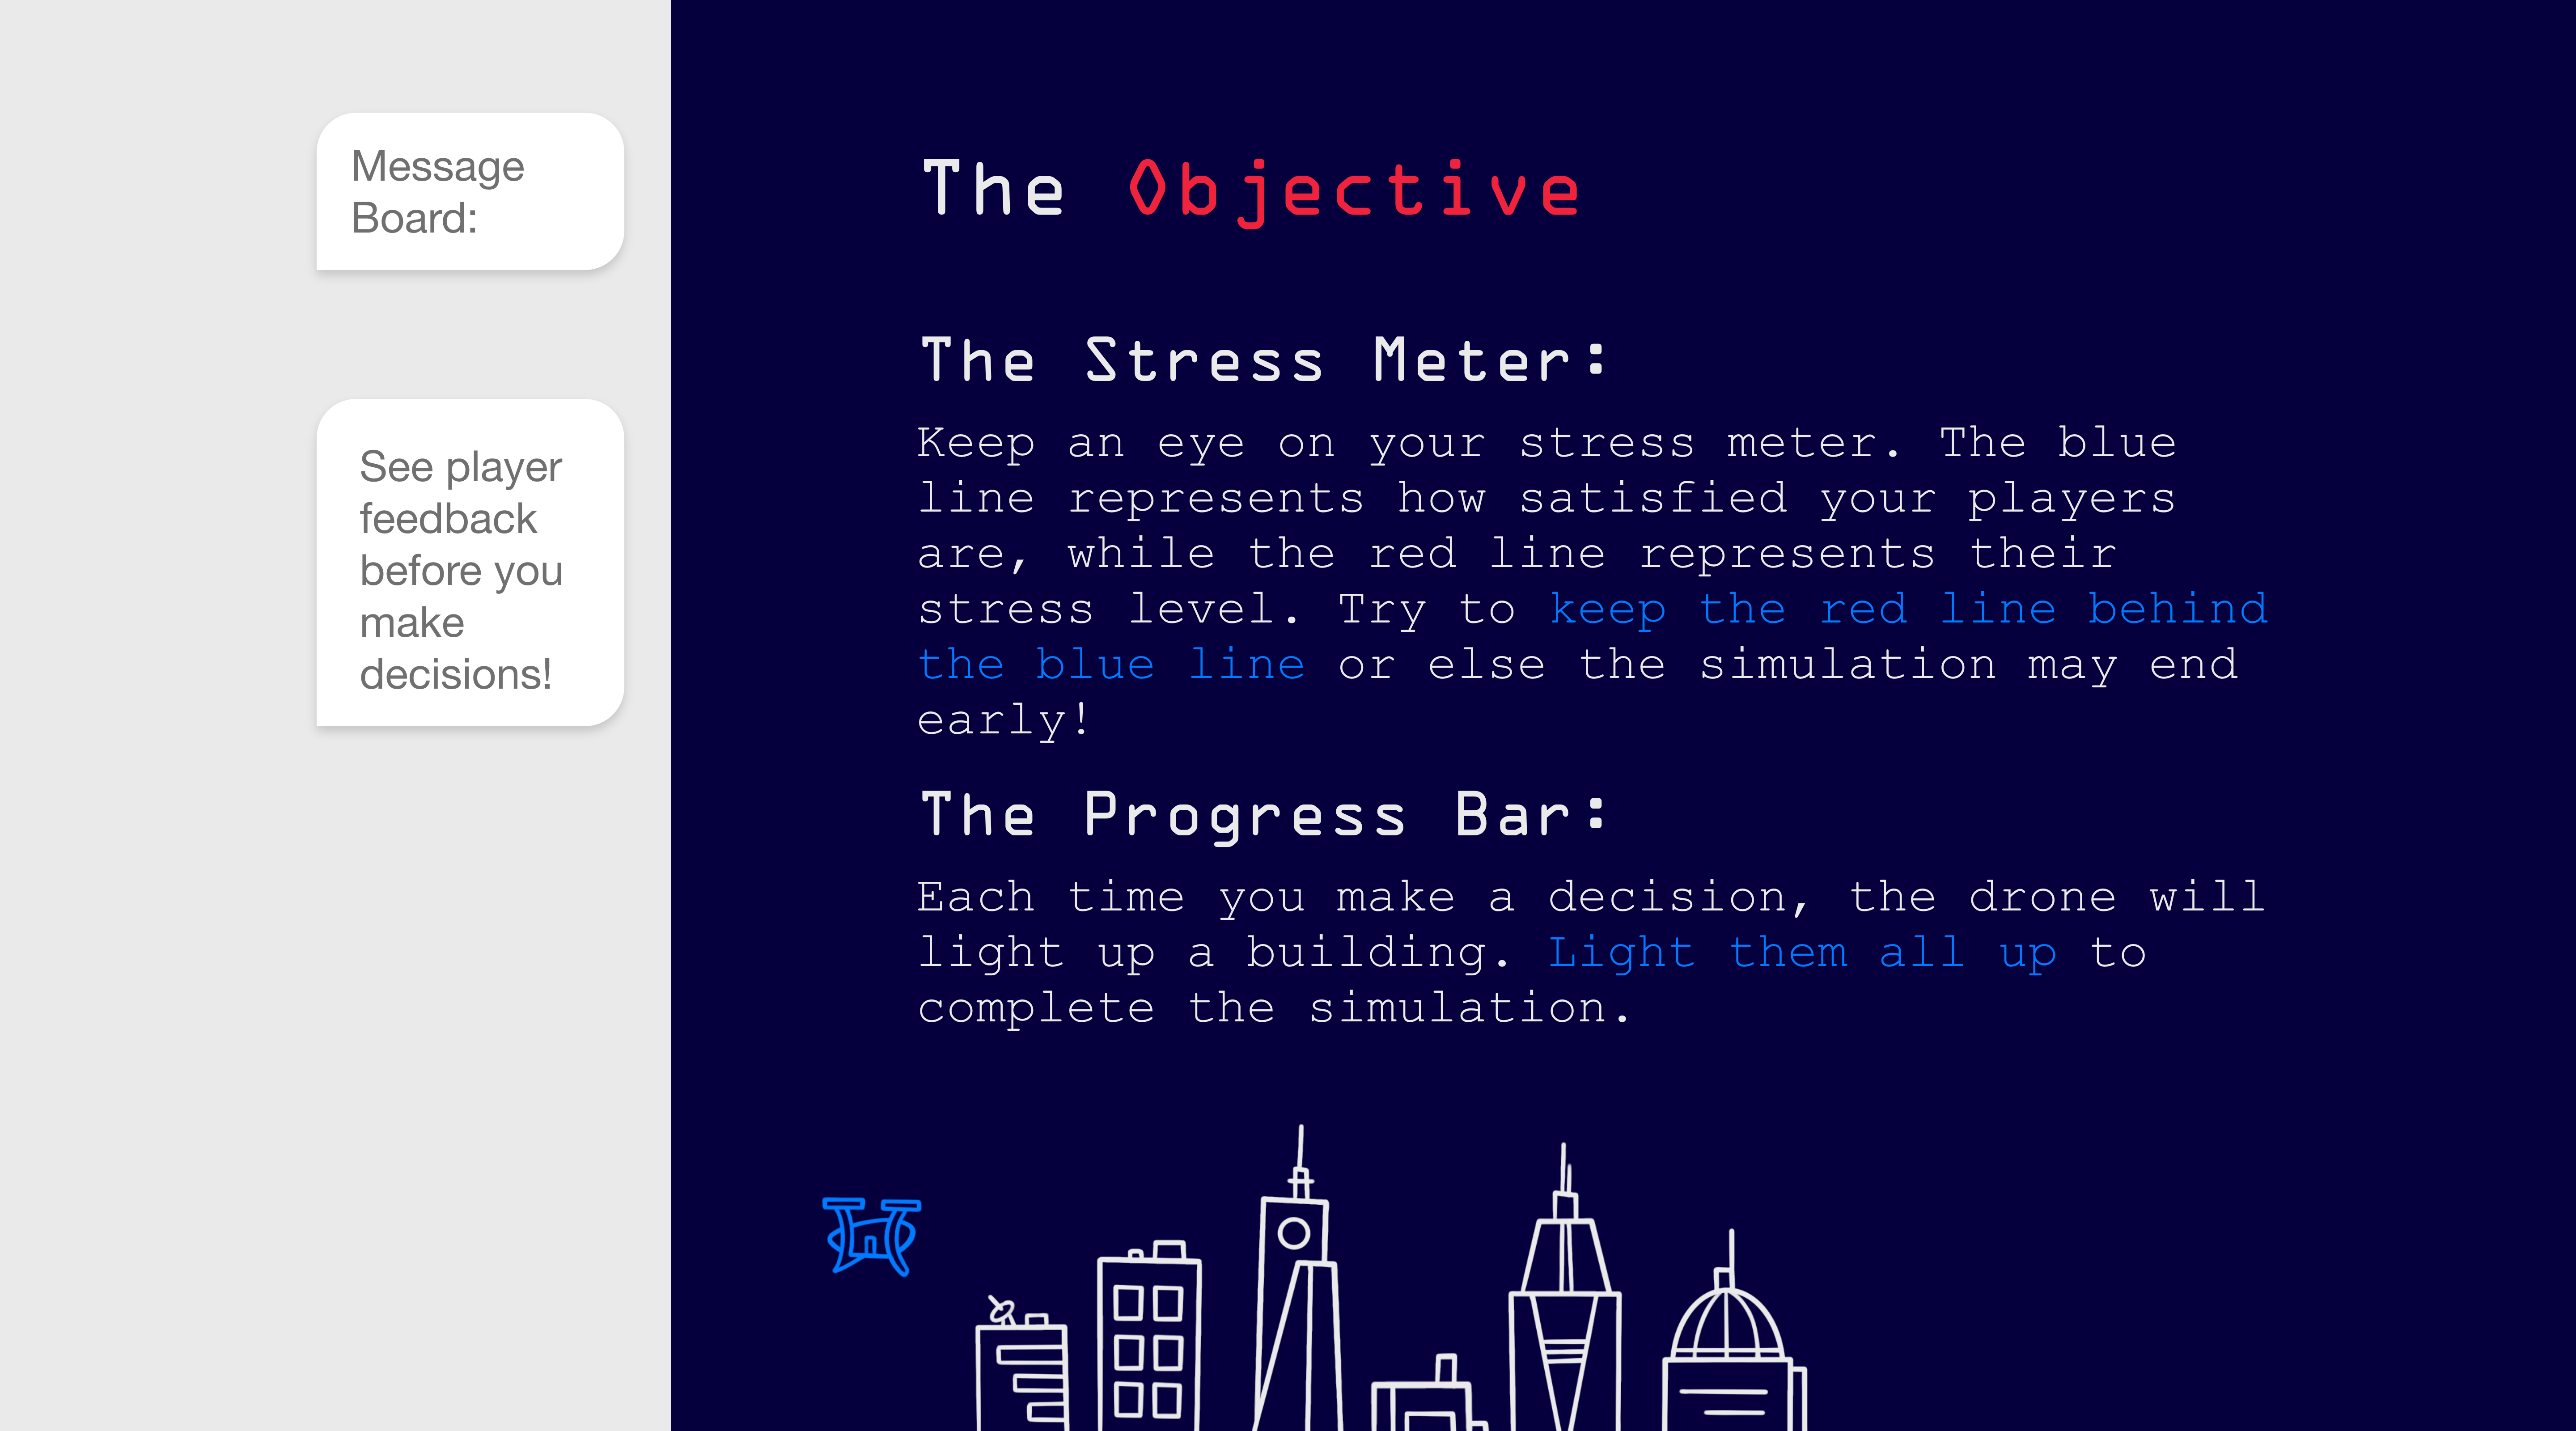 Message
Board:
See player
feedback
before you
make
decisions!
The Objective
The Stress Meter:
Keep an eye on your stress meter. The blue
line represents how satisfied your players
are, while the red line represents their
stress level. Try to keep the red line behind
the blue line or else the simulation may end
early!
The Progress Bar:
Each time you make a decision, the drone will
light up a building. Light them all up to
complete the simulation.